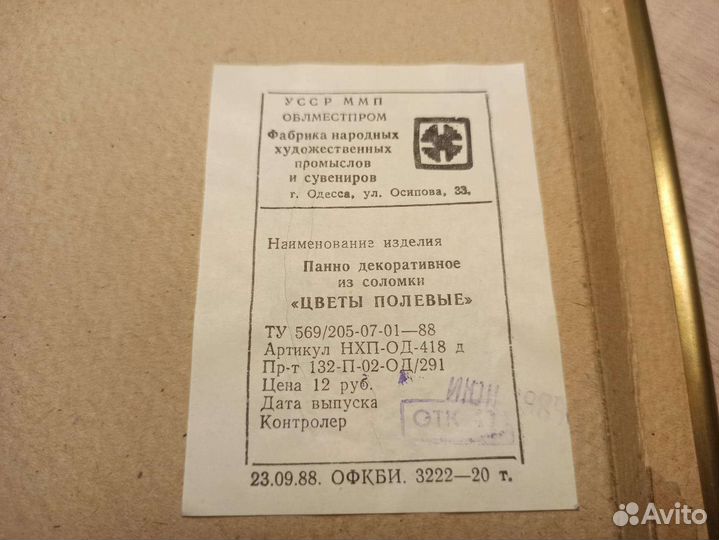 УССР ММП
ОБЛМЕСТПРОМ
Фабрика народных
художественных
промыслов
и сувениров
г. Одесса, ул. Осипова, 33.
Наименование изделия
Панно декоративное
из соломки
«ЦВЕТЫ ПОЛЕВЫЕ»
ТУ 569/205-07-01—88
Артикул НХП-ОД-418 д
Пр-т 132-П-02-ОД/291
Цена 12 руб.
Дата выпуска
Контролер
ОТК
23.09.88. ОФКБИ. 3222—20 т.
Avito